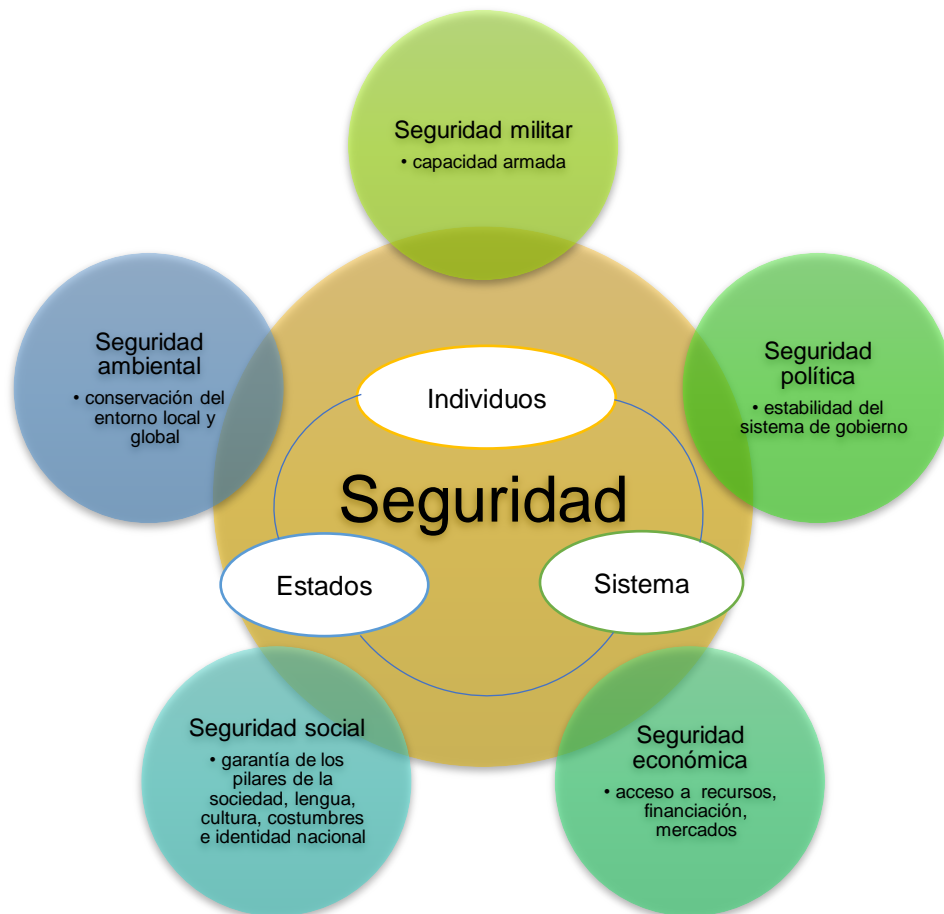 Seguridad militar
• capacidad armada
Seguridad
ambiental
• conservación del
entorno local y
global
Seguridad
política
• estabilidad del
sistema de gobierno
Individuos
Seguridad
Estados
Sistema
Seguridad social
• garantía de los
pilares de la
sociedad, lengua,
cultura, costumbres
e identidad nacional
Seguridad
económica
• acceso a recursos,
financiación,
mercados